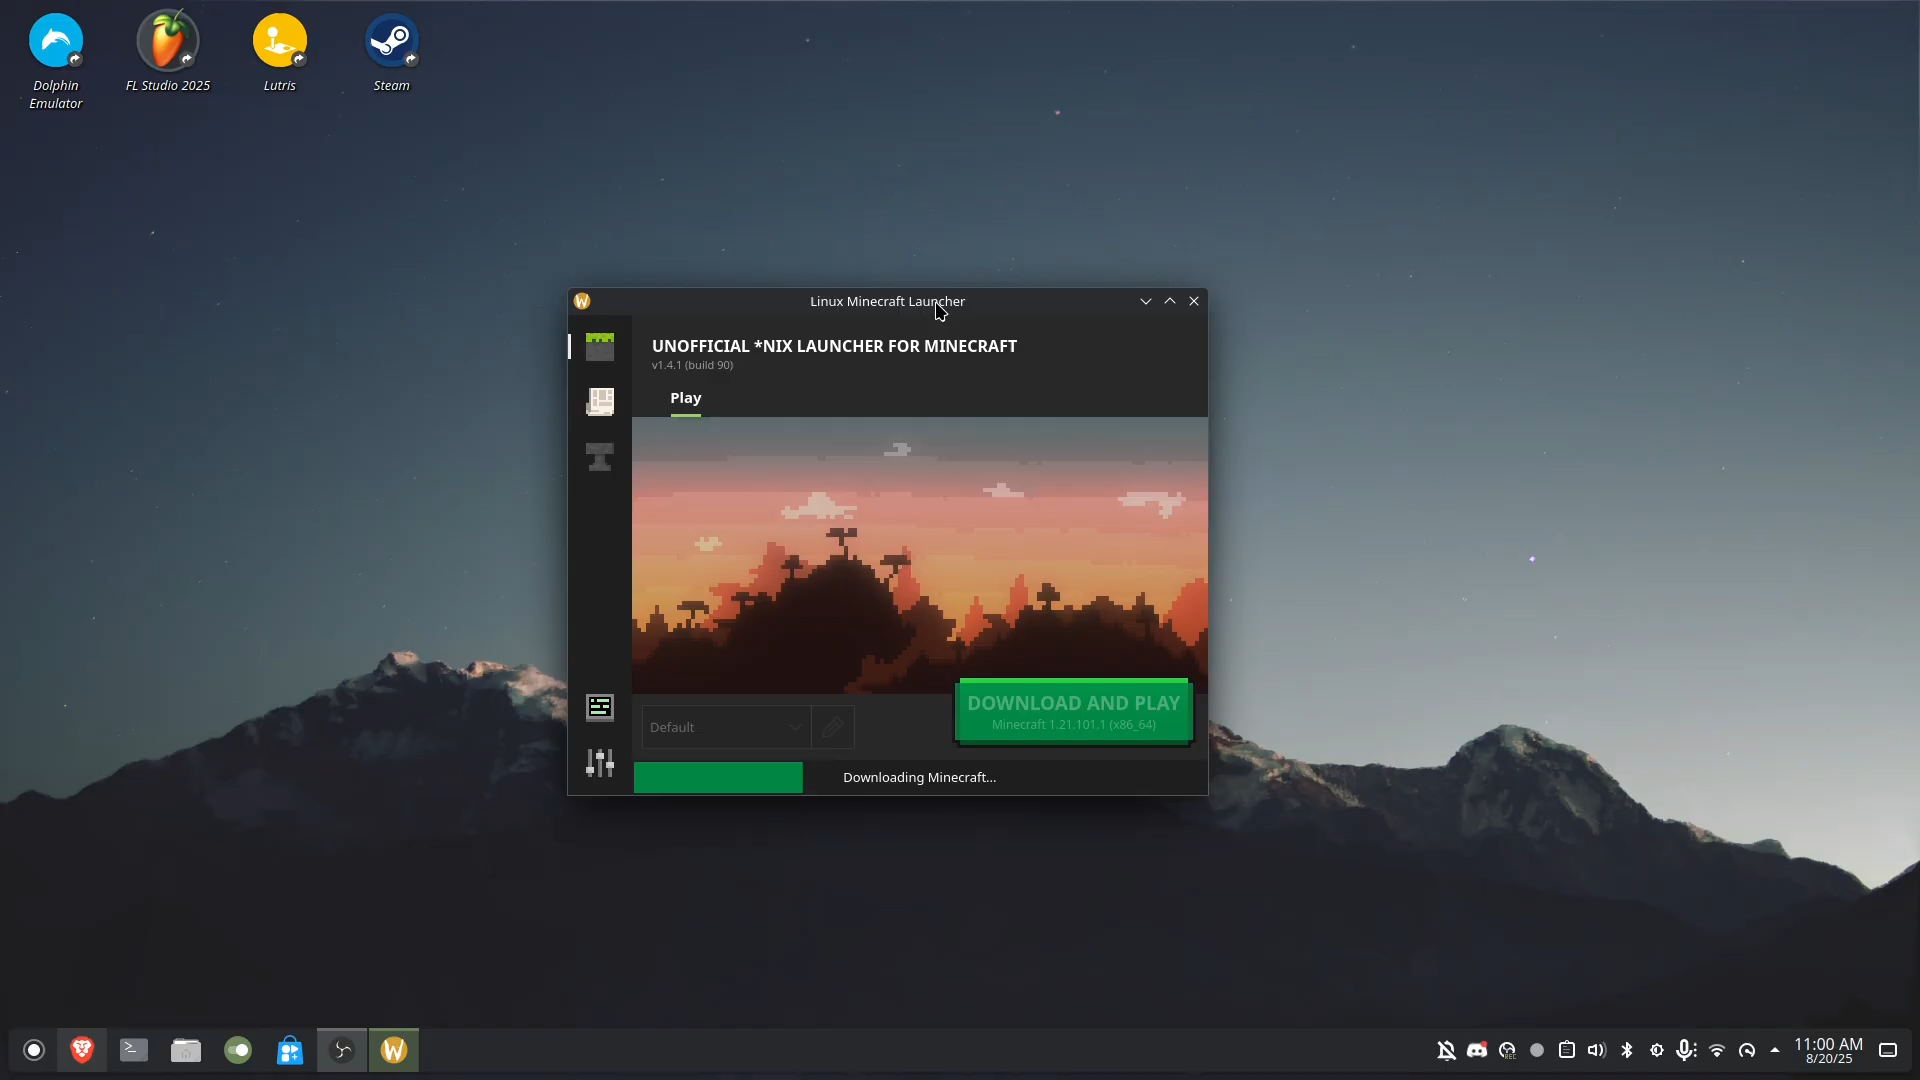 Dolphin
Emulator
FL Studio 2025
Lutris
Steam
Linux Minecraft Launcher
UNOFFICIAL *NIX LAUNCHER FOR MINECRAFT
v1.4.1 (build 90)
Play
DOWNLOAD AND PLAY
Minecraft 1.21.101.1 (x86_64)
Default
Downloading Minecraft...
REC
11:00 AM
8/20/25